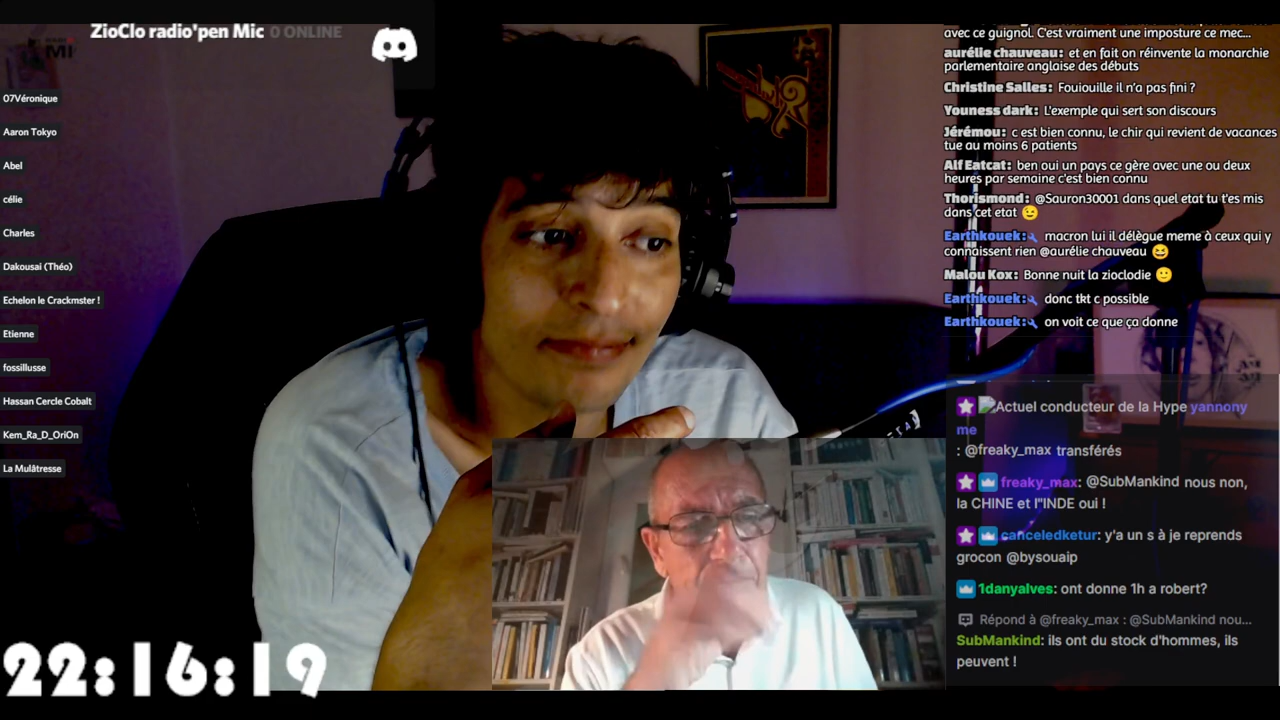 ZioClo radio'pen Mic 0 ONLINE
MI
07Véronique
Aaron Tokyo
Abel
célie
Charles
Dakousai (Théo)
Echelon le Crackmster !
Etienne
fossillusse
Hassan Cercle Cobalt
Kem_Ra_D_OriOn
La Mulâtresse
22:16:19
avec ce guignol. C'est vraiment une imposture ce mec...
aurélie chauveau: et en fait on réinvente la monarchie
parlementaire anglaise des débuts
Christine Salles: Fouiouille il n'a pas fini ?
Youness dark: L'exemple qui sert son discours
Jérémou: c est bien connu, le chir qui revient de vacances
tue au moins 6 patients
Alf Eatcat: ben oui un pays ce gère avec une ou deux
heures par semaine c'est bien connu
Thorismond: @Sauron30001 dans quel etat tu t'es mis
dans cet etat 😉
Earthkouek: macron lui il délègue meme à ceux qui y
connaissent rien @aurélie chauveau 😆
Malou Kox: Bonne nuit la zioclodie 🙂
Earthkouek: donc tkt c possible
Earthkouek: on voit ce que ça donne
Actuel conducteur de la Hype yannony
me
: @freaky_max transférés
freaky_max: @SubMankind nous non,
la CHINE et l"INDE oui !
canceledketur: y'a un s à je reprends
grocon @bysouaip
1danyalves: ont donne 1h a robert?
Répond à @freaky_max : @SubMankind nou...
SubMankind: ils ont du stock d'hommes, ils
peuvent !